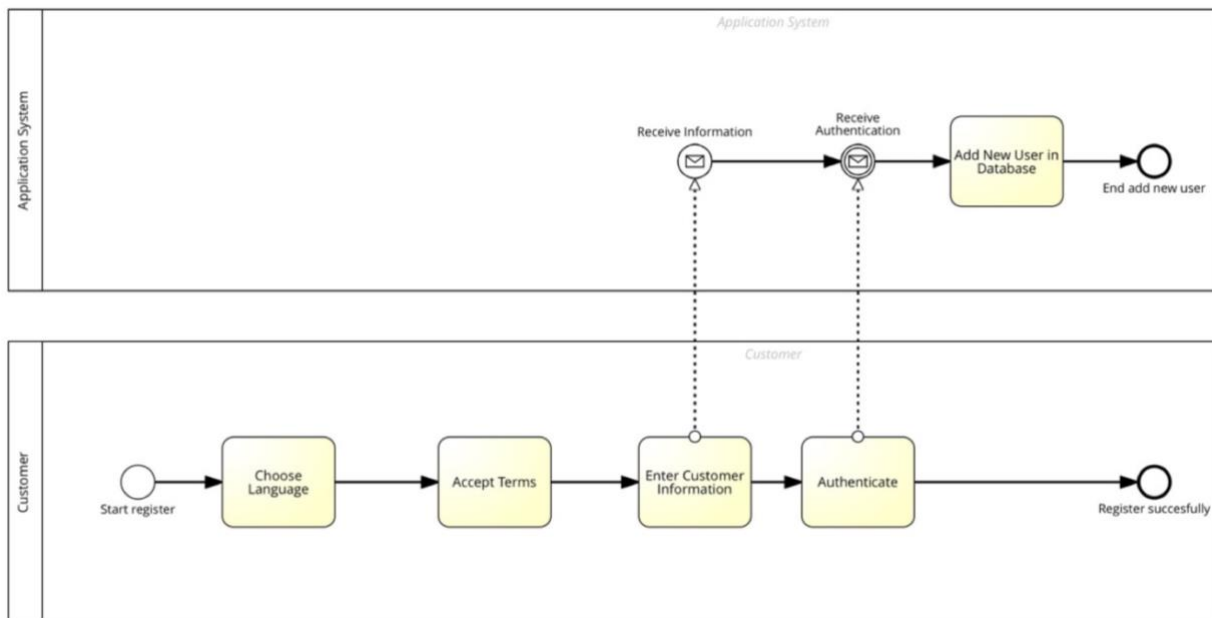 Application System
Application System
Receive Information
Receive
Authentication
Add New User in
Database
End add new user
Customer
Customer
Start register
Choose
Language
Accept Terms
Enter Customer
Information
Authenticate
Register succesfully